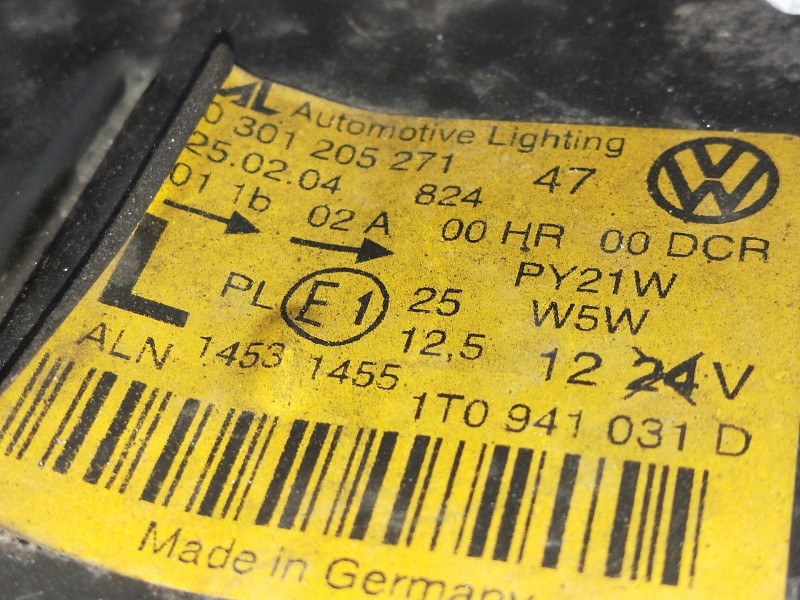 AL Automotive Lighting
0 301 205 271 47
25.02.04 824
01 1b 02 A 00 HR 00 DCR
L PL E1 25 PY21W
12,5 W5W
ALN 1453 1455 12 24 V
1T0 941 031 D
Made in Germany
VW